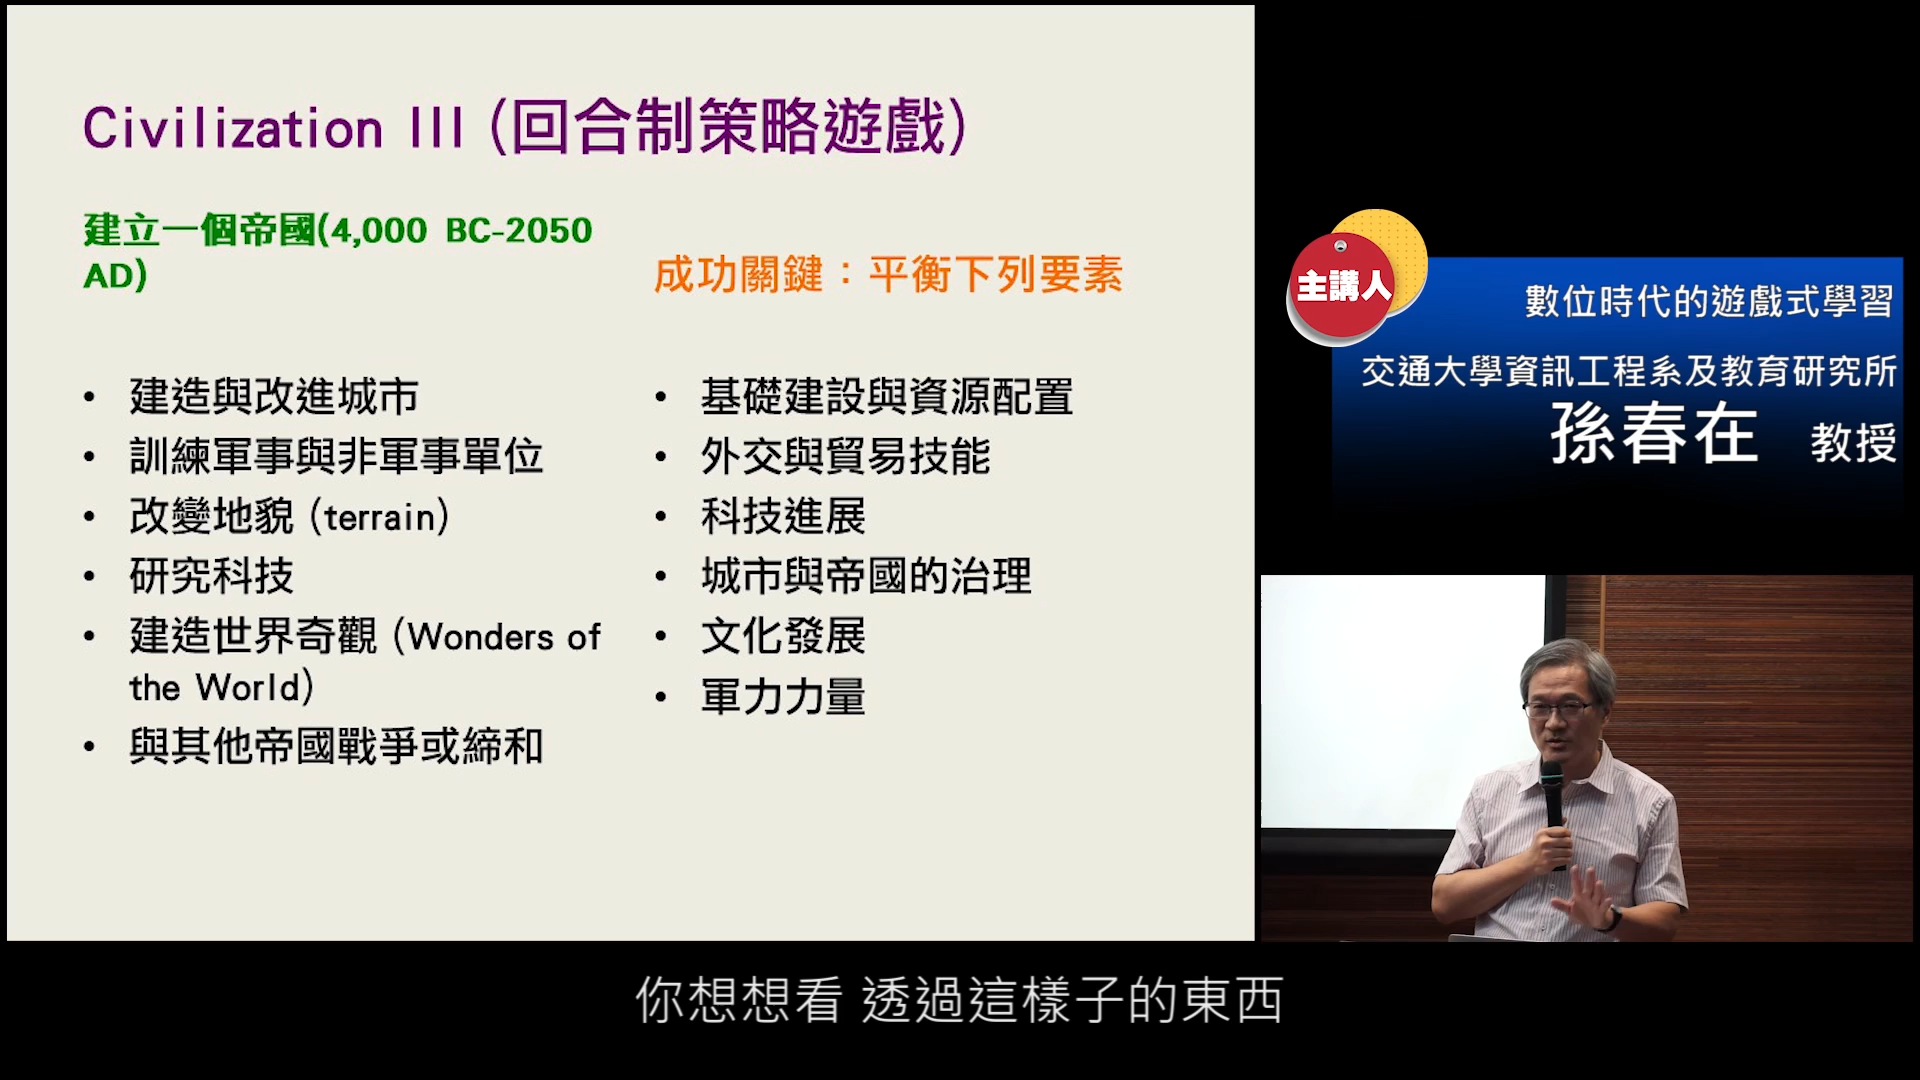 Civilization III (回合制策略遊戲)
建立一個帝國(4,000 BC-2050
AD)
• 建造與改進城市
• 訓練軍事與非軍事單位
• 改變地貌 (terrain)
• 研究科技
• 建造世界奇觀 (Wonders of
the World)
• 與其他帝國戰爭或締和
成功關鍵：平衡下列要素
• 基礎建設與資源配置
• 外交與貿易技能
• 科技進展
• 城市與帝國的治理
• 文化發展
• 軍力力量
主講人
數位時代的遊戲式學習
交通大學資訊工程系及教育研究所
孫春在 教授
你想想看 透過這樣子的東西